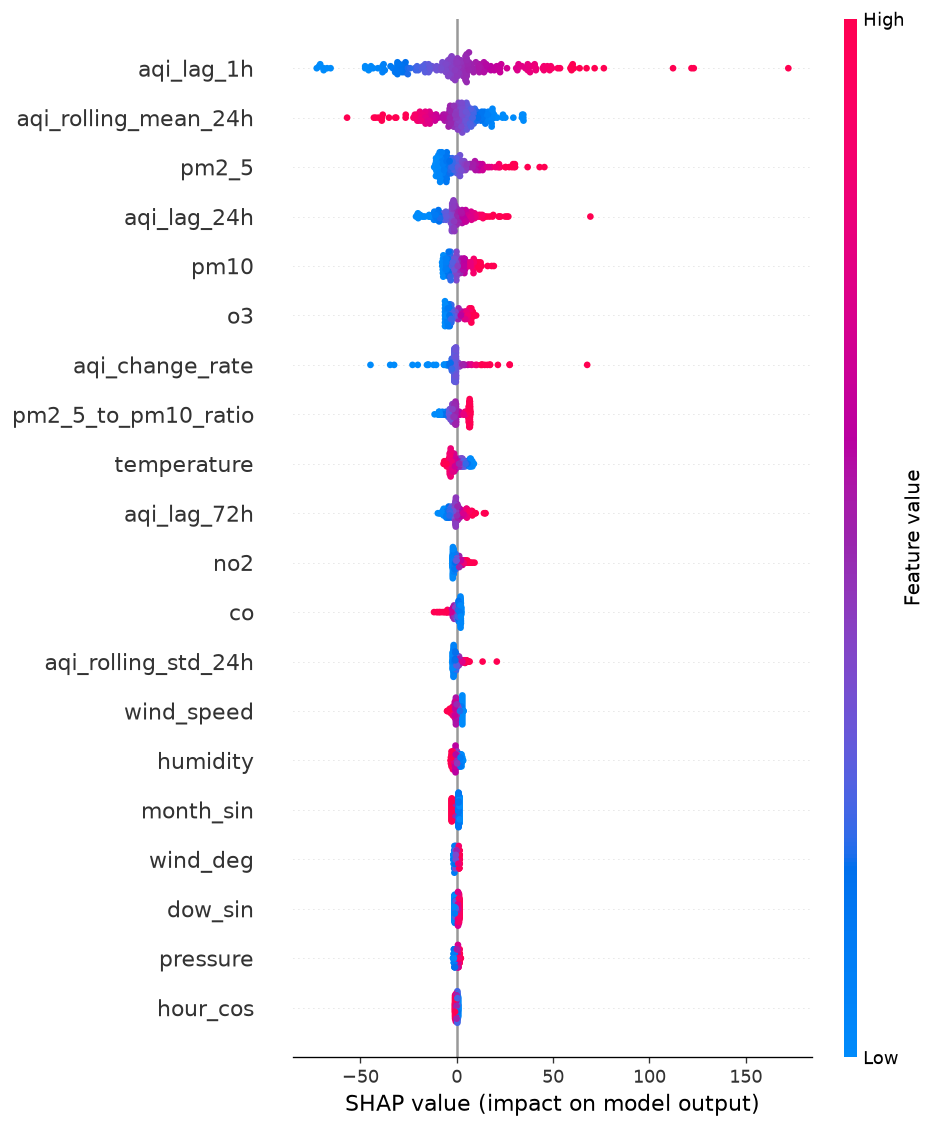 High
aqi_lag_1h
aqi_rolling_mean_24h
pm2_5
aqi_lag_24h
pm10
o3
aqi_change_rate
pm2_5_to_pm10_ratio
temperature
aqi_lag_72h
no2
co
aqi_rolling_std_24h
wind_speed
humidity
month_sin
wind_deg
dow_sin
pressure
hour_cos
Feature value
Low
−50 0 50 100 150
SHAP value (impact on model output)